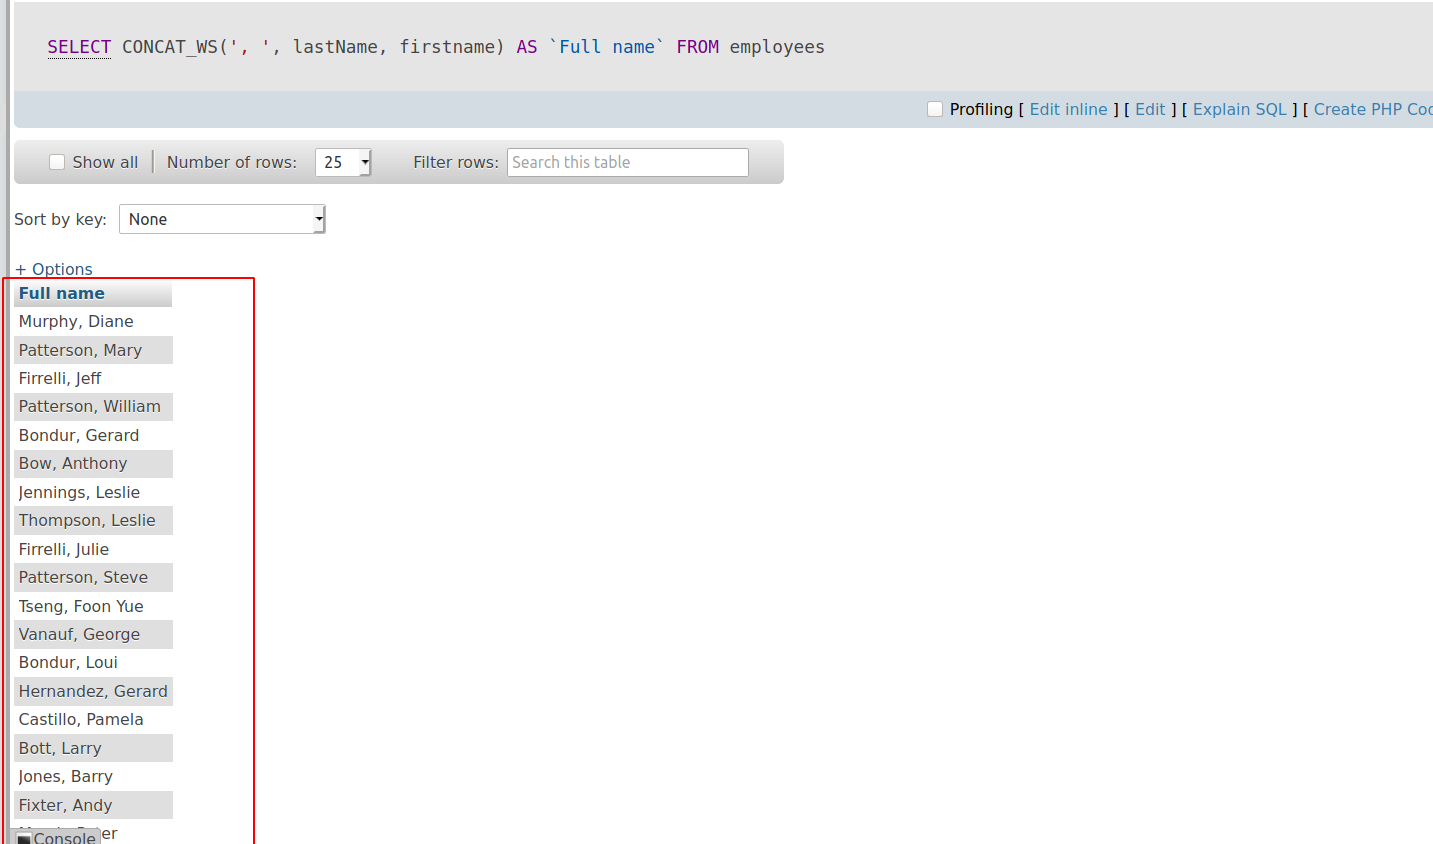 SELECT CONCAT_WS(', ', lastName, firstname) AS `Full name` FROM employees
Profiling [ Edit inline ] [ Edit ] [ Explain SQL ] [ Create PHP
Show all Number of rows: 25 Filter rows: Search this table
Sort by key: None
+ Options
Full name
Murphy, Diane
Patterson, Mary
Firrelli, Jeff
Patterson, William
Bondur, Gerard
Bow, Anthony
Jennings, Leslie
Thompson, Leslie
Firrelli, Julie
Patterson, Steve
Tseng, Foon Yue
Vanauf, George
Bondur, Loui
Hernandez, Gerard
Castillo, Pamela
Bott, Larry
Jones, Barry
Fixter, Andy
Console